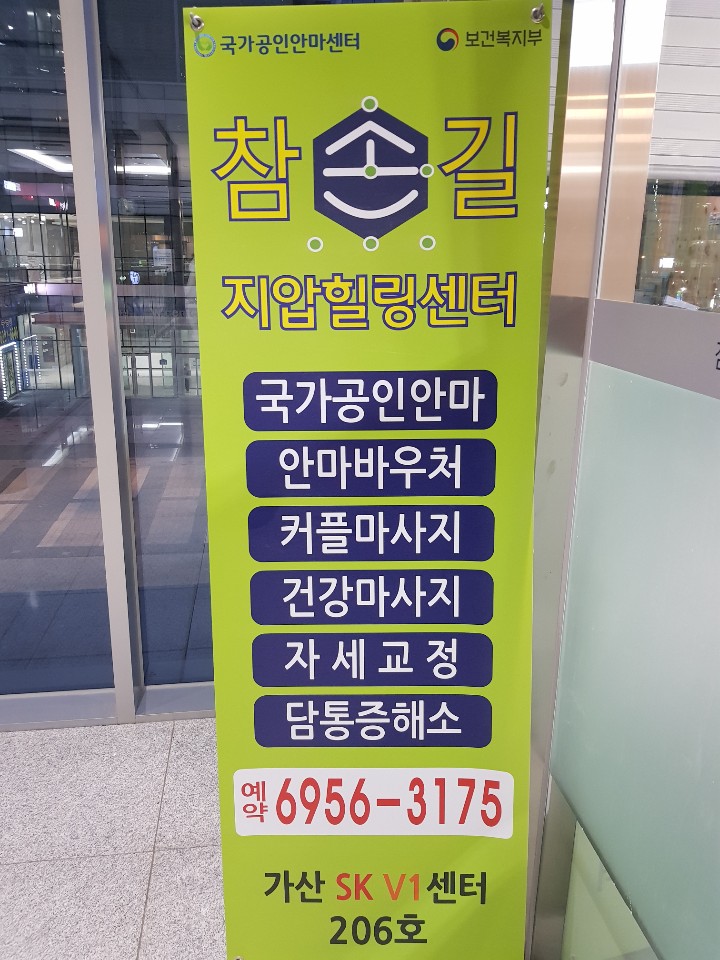 국가공인안마센터 보건복지부
참손길
지압힐링센터
국가공인안마
안마바우처
커플마사지
건강마사지
자세교정
담통증해소
예약 6956-3175
가산 SK V1 센터
206호